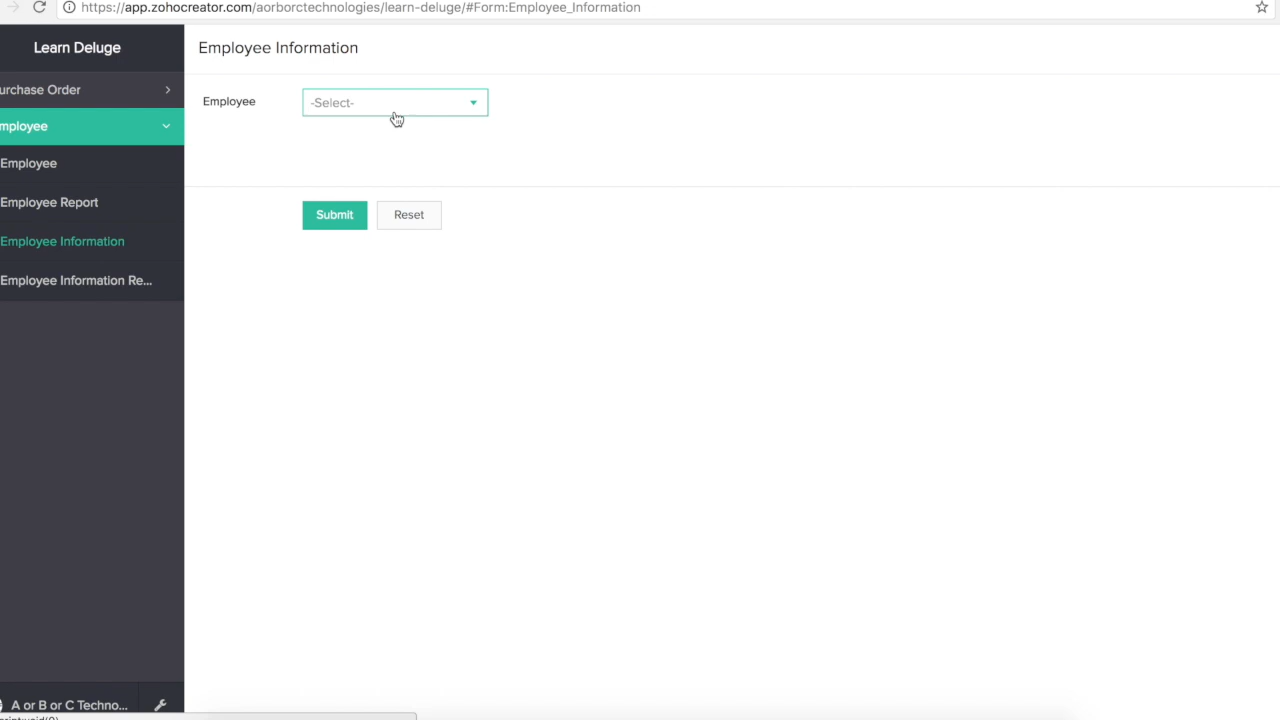 https://app.zohocreator.com/aorborctechnologies/learn-deluge/#Form:Employee_Information
Learn Deluge
Employee Information
urchase Order
Employee
-Select-
mployee
Employee
Employee Report
Submit
Reset
Employee Information
Employee Information Re...
A or B or C Techno...